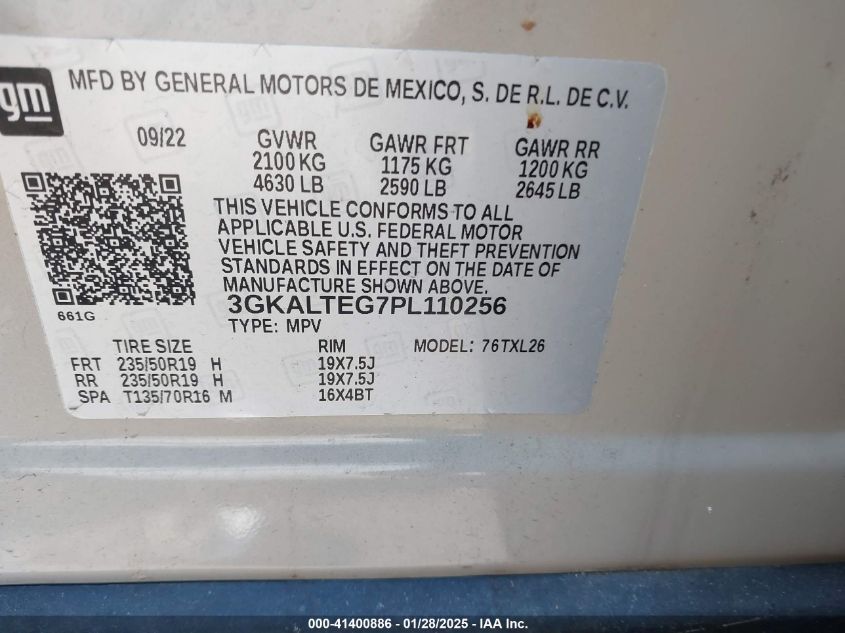 gm
MFD BY GENERAL MOTORS DE MEXICO, S. DE R.L. DE C.V.
09/22 GVWR GAWR FRT GAWR RR
2100 KG 1175 KG 1200 KG
4630 LB 2590 LB 2645 LB
THIS VEHICLE CONFORMS TO ALL
APPLICABLE U.S. FEDERAL MOTOR
VEHICLE SAFETY AND THEFT PREVENTION
STANDARDS IN EFFECT ON THE DATE OF
MANUFACTURE SHOWN ABOVE.
661G 3GKALTEG7PL110256
TYPE: MPV
TIRE SIZE RIM MODEL: 76TXL26
FRT 235/50R19 H 19X7.5J
RR 235/50R19 H 19X7.5J
SPA T135/70R16 M 16X4BT
000-41400886 - 01/28/2025 - IAA Inc.